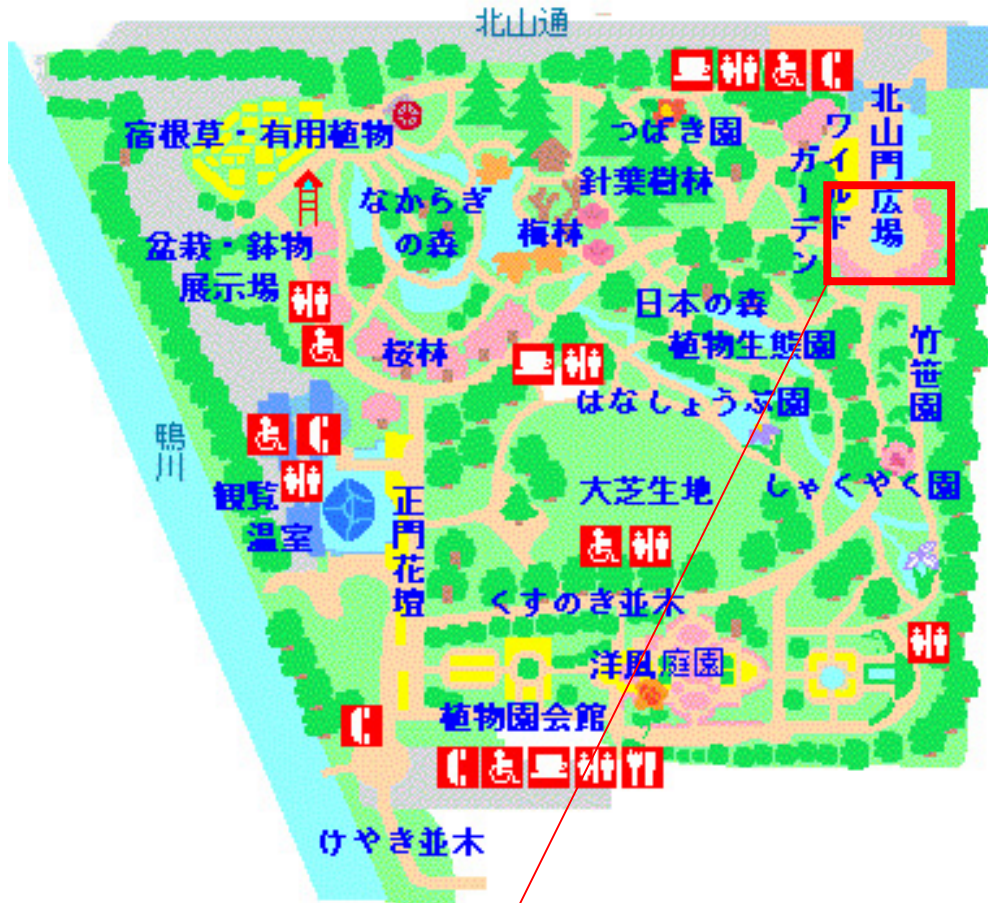 北山通
北山門広場
ワイルド
ガーデン
つばき園
宿根草・有用植物
針葉樹林
なからぎ
の森
梅林
盆栽・鉢物
展示場
日本の森
植物生態園
竹笹園
桜林
はなしょうぶ園
鴨川
大芝生地
しゃくやく園
観覧
温室
正門花壇
くすのき並木
洋風庭園
植物園会館
けやき並木